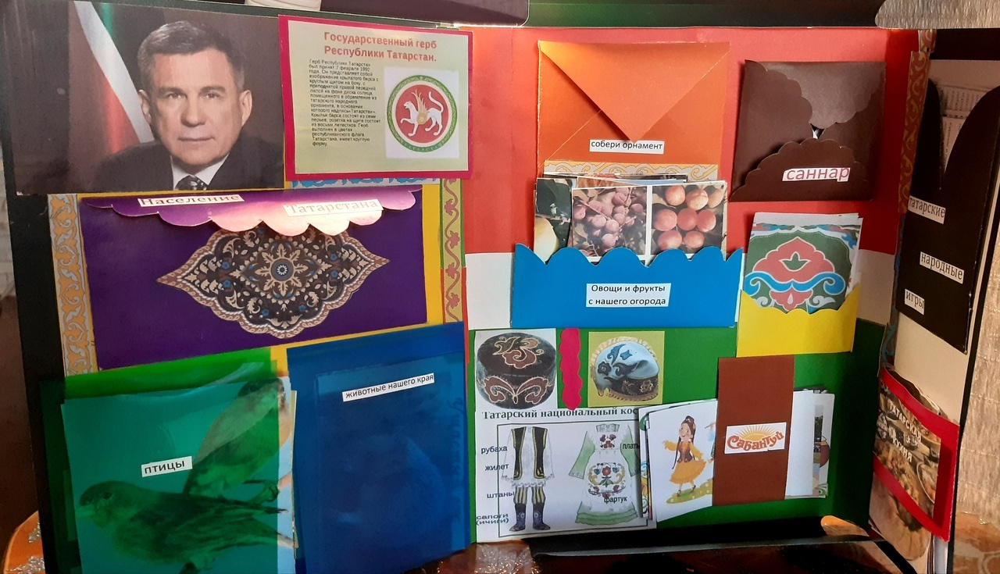 Государственный герб
Республики Татарстан.
Герб Республики Татарстан
был принят 7 февраля 1992
года. Он представляет собой
изображение крылатого барса с
круглым щитом на боку, с
приподнятой правой передней
лапой на фоне диска солнца,
помещенного в обрамление из
татарского народного
орнамента, в основании
которого надпись "Татарстан".
Крылья барса состоят из семи
перьев, розетка на щите состоит
из восьми лепестков. Герб
выполнен в цветах
республиканского флага
Татарстана, имеет круглую
форму.
ТАТАРСТАН
Население
Татарстана
птицы
животные нашего края
собери орнамент
саннар
Овощи и фрукты
с нашего огорода
Татарский национальный кос
рубаха
жилет
штаны
сапоги
(ичиги)
плать
фартук
Сабантуй
татарские
народные
игры
ТАТАРСКАЯ
КУХНЯ